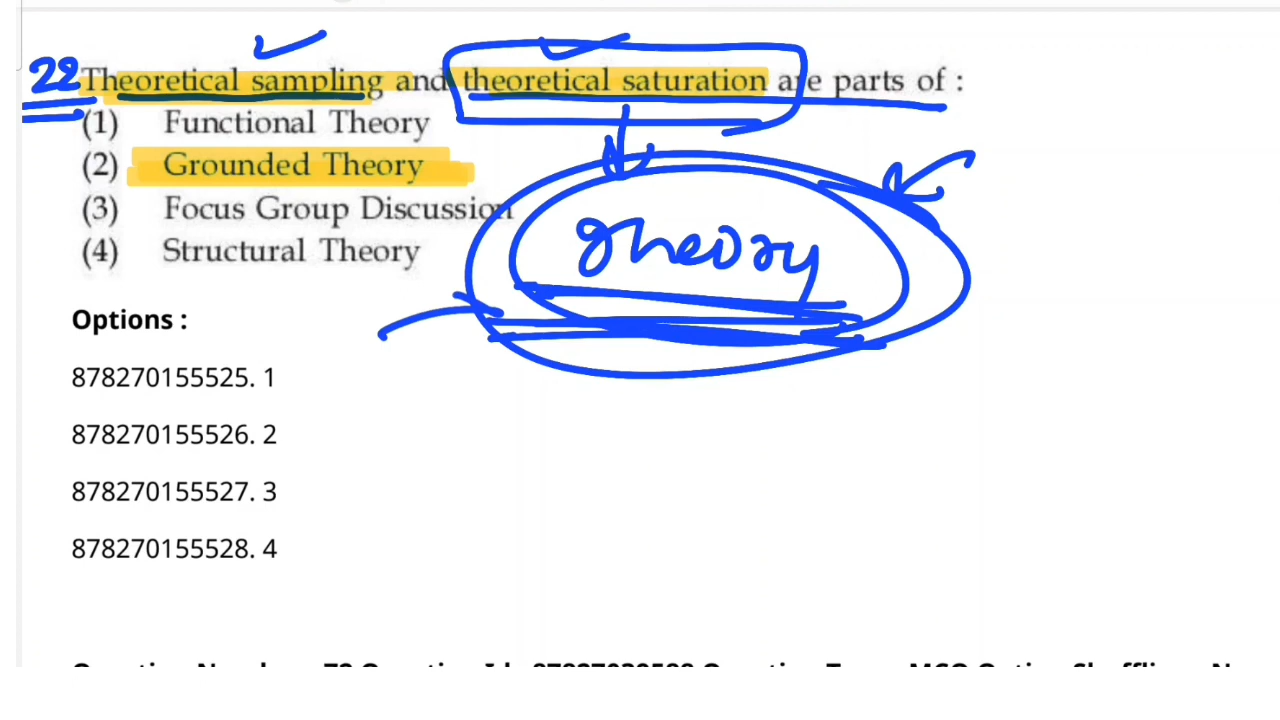 22 Theoretical sampling and theoretical saturation are parts of :
(1) Functional Theory
(2) Grounded Theory
(3) Focus Group Discussion
(4) Structural Theory
theory
Options :
878270155525. 1
878270155526. 2
878270155527. 3
878270155528. 4